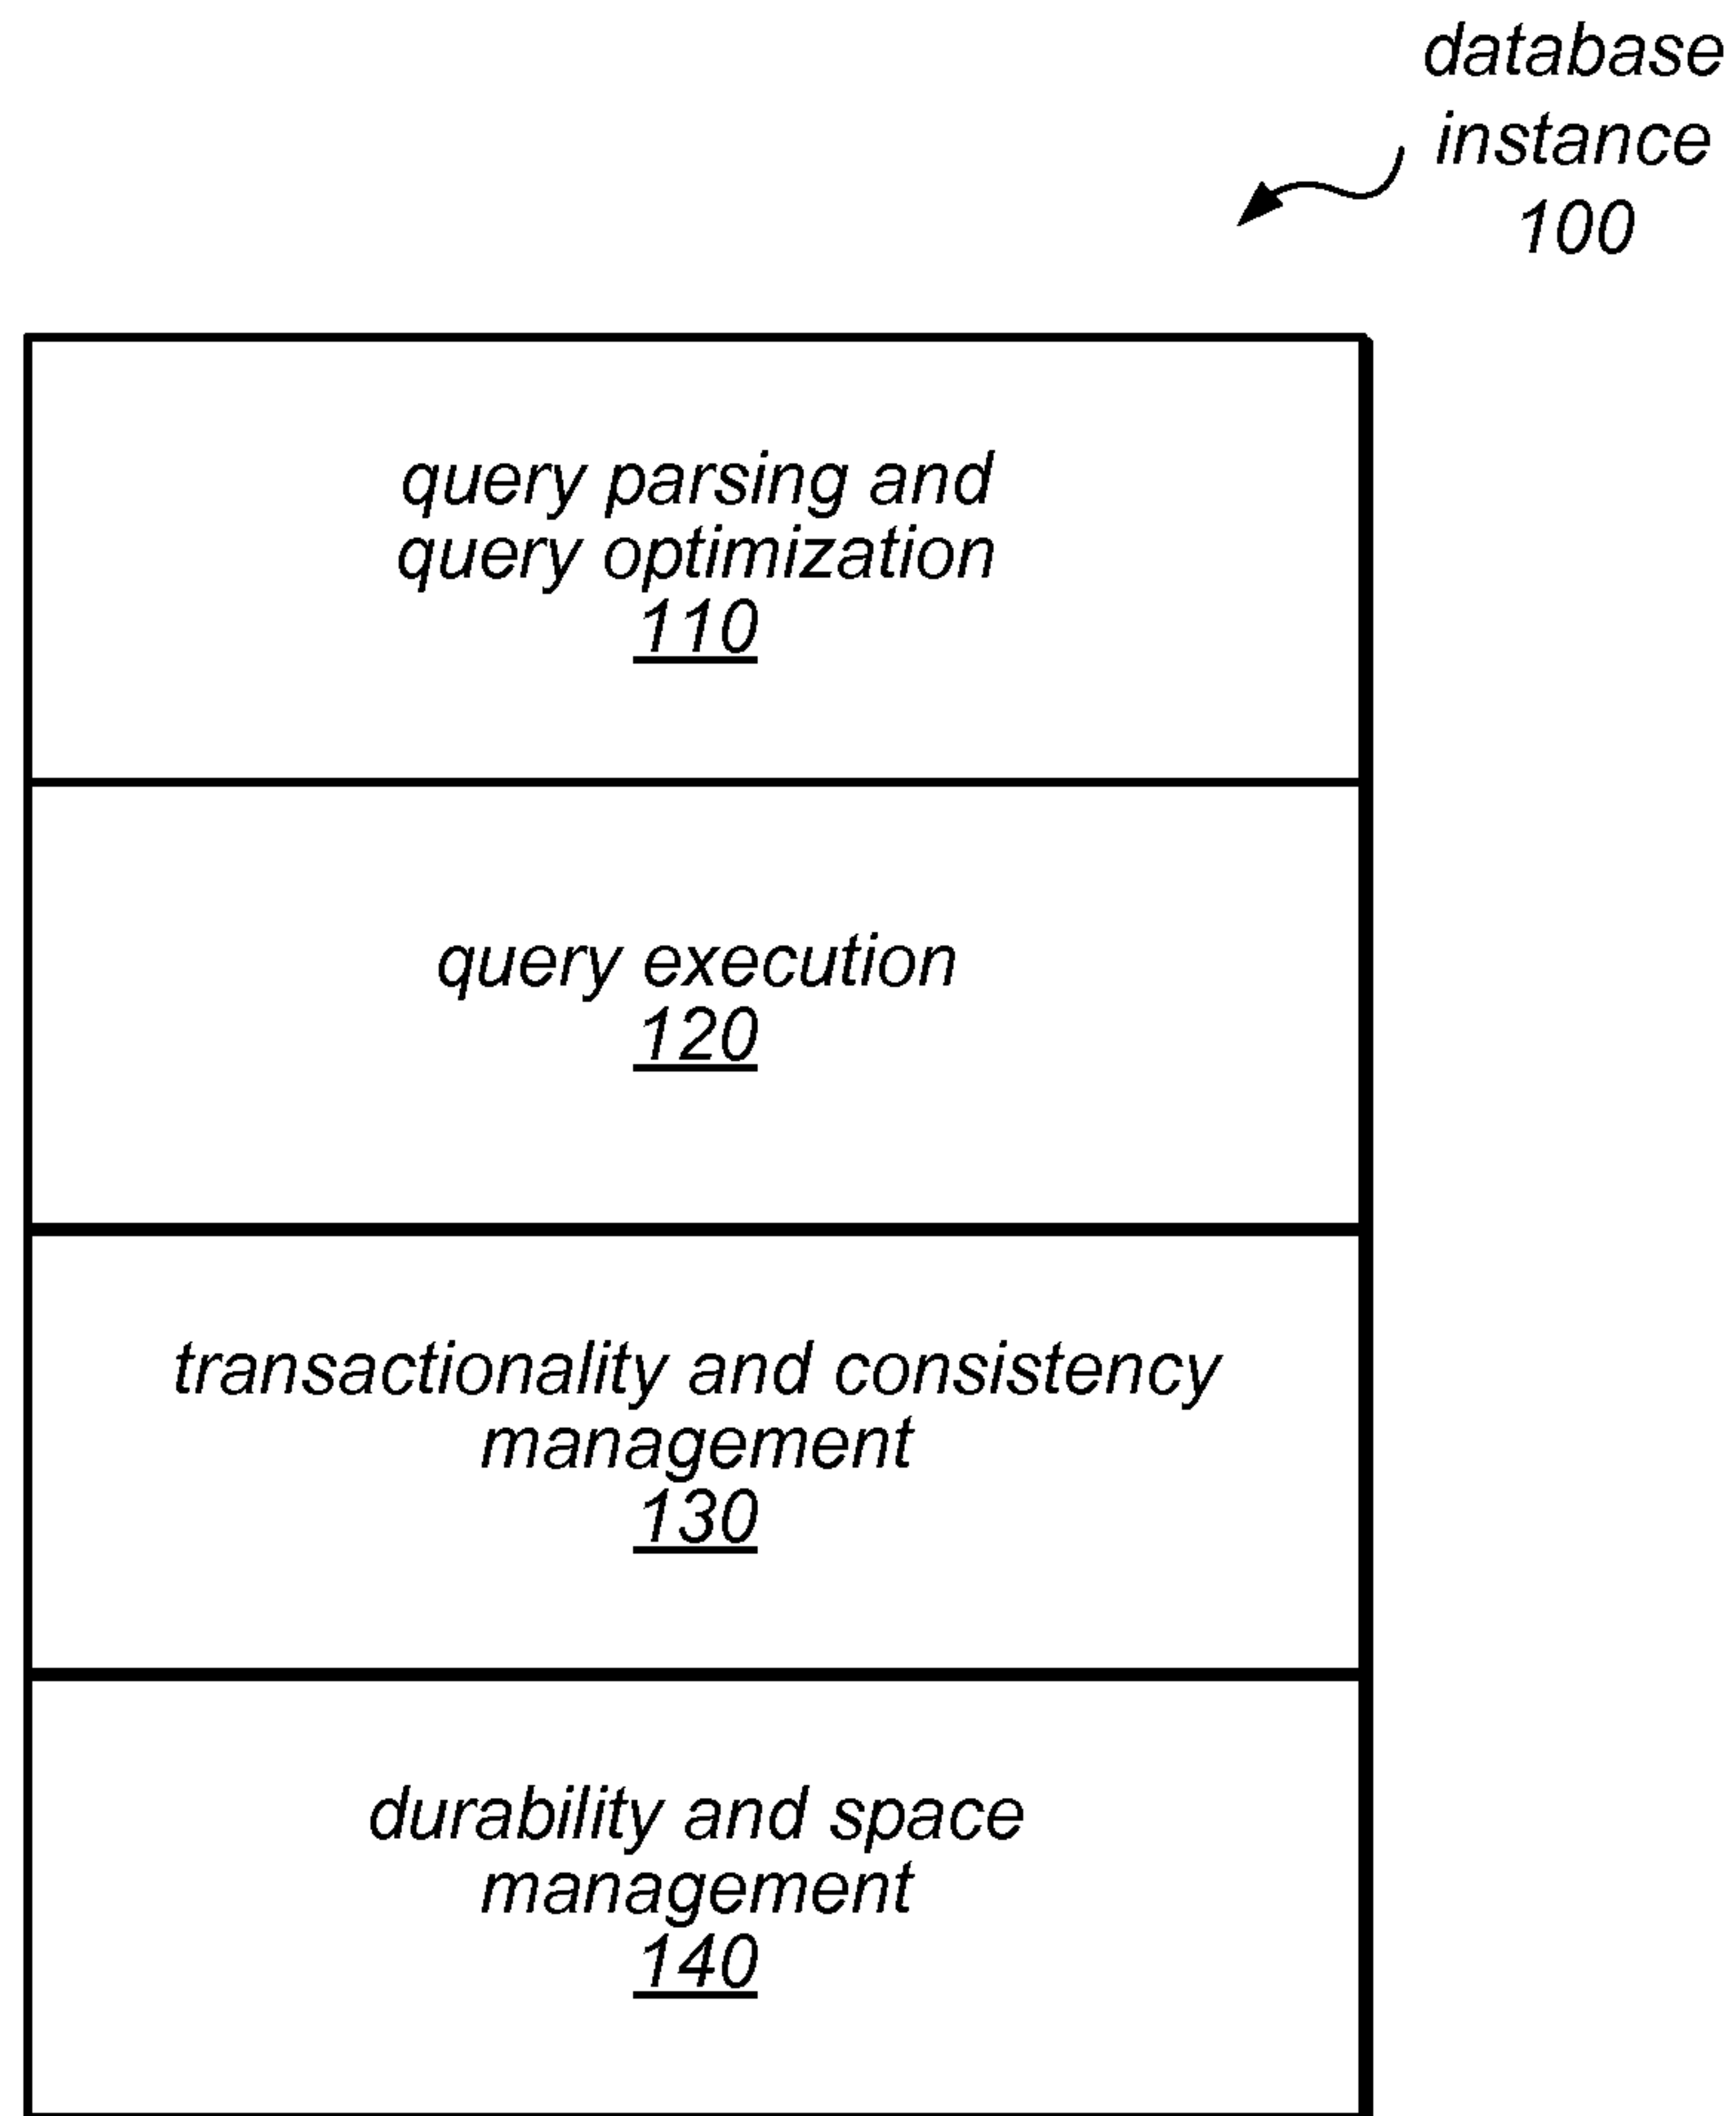 database
instance
100
query parsing and
query optimization
110
query execution
120
transactionality and consistency
management
130
durability and space
management
140